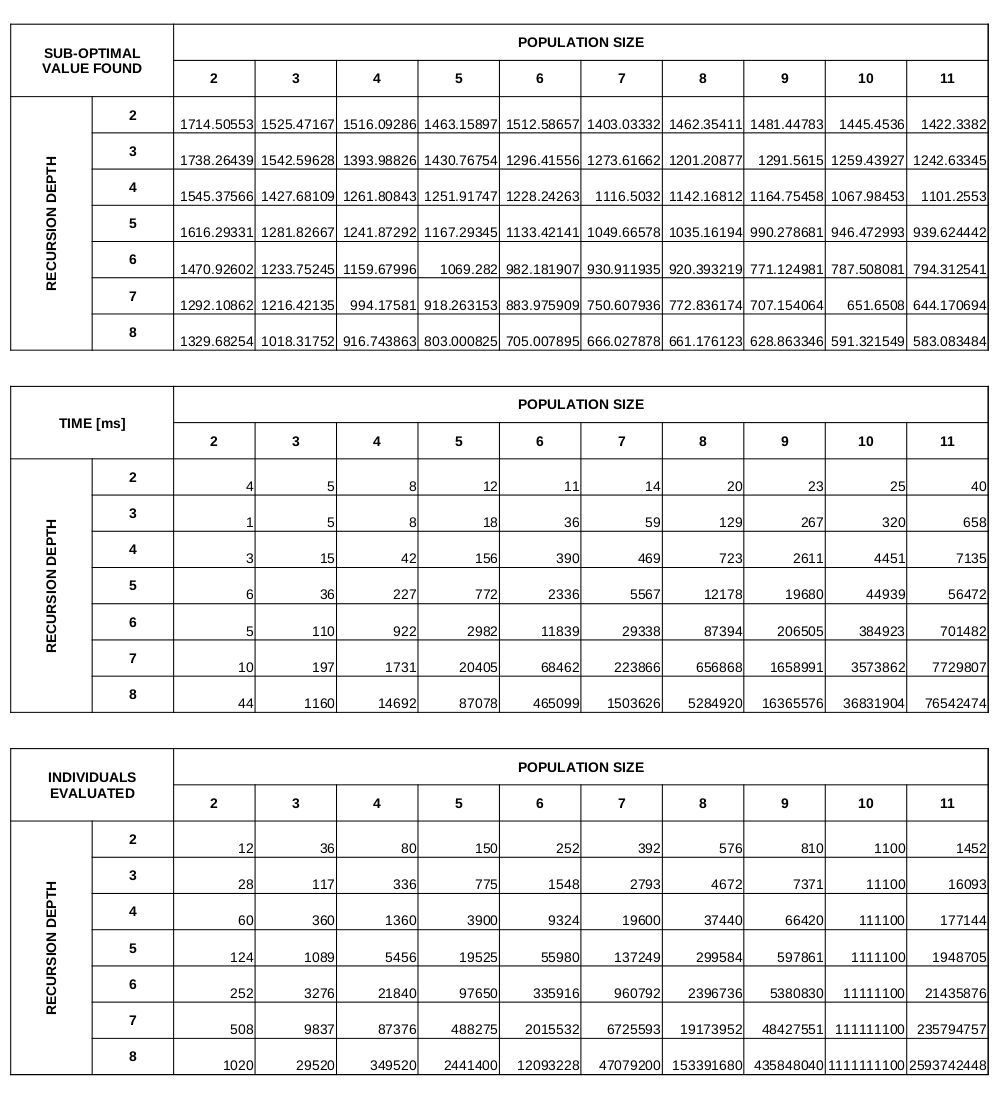 SUB-OPTIMAL
VALUE FOUND
POPULATION SIZE
2 3 4 5 6 7 8 9 10 11
RECURSION DEPTH
2 1714.50553 1525.47167 1516.09286 1463.15897 1512.58657 1403.03332 1462.35411 1481.44783 1445.4536 1422.3382
3 1738.26439 1542.59628 1393.98826 1430.76754 1296.41556 1273.61662 1201.20877 1291.5615 1259.43927 1242.63345
4 1545.37566 1427.68109 1261.80843 1251.91747 1228.24263 1116.5032 1142.16812 1164.75458 1067.98453 1101.2553
5 1616.29331 1281.82667 1241.87292 1167.29345 1133.42141 1049.66578 1035.16194 990.278681 946.472993 939.624442
6 1470.92602 1233.75245 1159.67996 1069.282 982.181907 930.911935 920.393219 771.124981 787.508081 794.312541
7 1292.10862 1216.42135 994.17581 918.263153 883.975909 750.607936 772.836174 707.154064 651.6508 644.170694
8 1329.68254 1018.31752 916.743863 803.000825 705.007895 666.027878 661.176123 628.863346 591.321549 583.083484
TIME [ms]
POPULATION SIZE
2 3 4 5 6 7 8 9 10 11
RECURSION DEPTH
2 4 5 8 12 11 14 20 23 25 40
3 1 5 8 18 36 59 129 267 320 658
4 3 15 42 156 390 469 723 2611 4451 7135
5 6 36 227 772 2336 5567 12178 19680 44939 56472
6 5 110 922 2982 11839 29338 87394 206505 384923 701482
7 10 197 1731 20405 68462 223866 656868 1658991 3573862 7729807
8 44 1160 14692 87078 465099 1503626 5284920 16365576 36831904 76542474
INDIVIDUALS
EVALUATED
POPULATION SIZE
2 3 4 5 6 7 8 9 10 11
RECURSION DEPTH
2 12 36 80 150 252 392 576 810 1100 1452
3 28 117 336 775 1548 2793 4672 7371 11100 16093
4 60 360 1360 3900 9324 19600 37440 66420 111100 177144
5 124 1089 5456 19525 55980 137249 299584 597861 1111100 1948705
6 252 3276 21840 97650 335916 960792 2396736 5380830 11111100 21435876
7 508 9837 87376 488275 2015532 6725593 19173952 48427551 111111100 235794757
8 1020 29520 349520 2441400 12093228 47079200 153391680 435848040 1111111100 2593742448